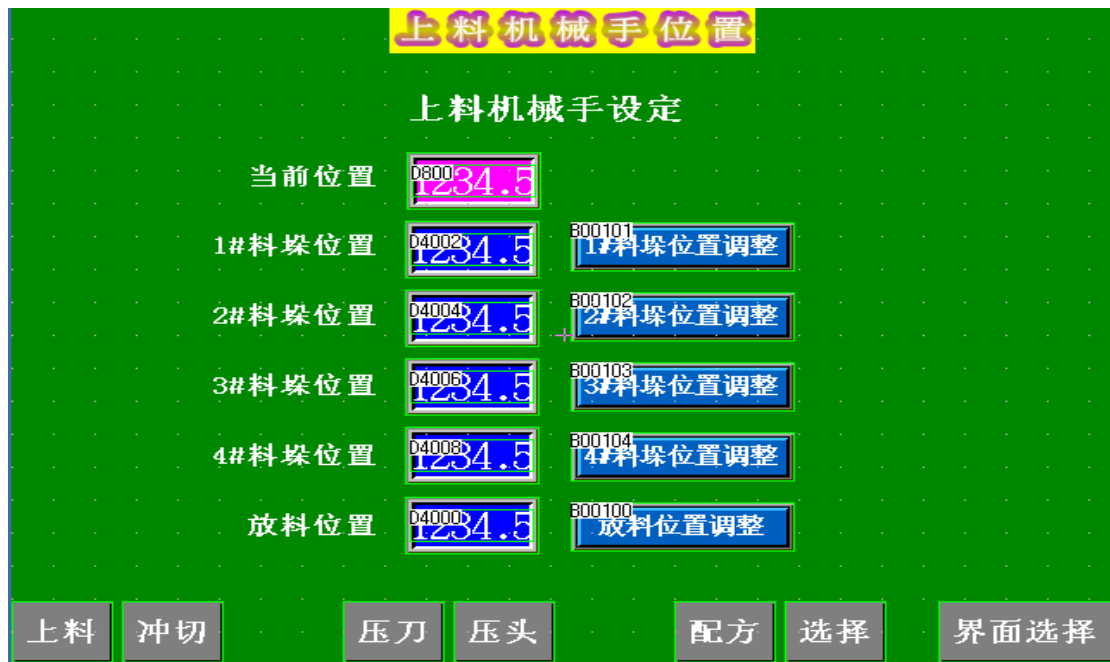 上料机械手位置
上料机械手设定
当前位置 D800 1234.5
1#料垛位置 D4002 1234.5 B00101 1#料垛位置调整
2#料垛位置 D4004 1234.5 B00102 2#料垛位置调整
3#料垛位置 D4006 1234.5 B00103 3#料垛位置调整
4#料垛位置 D4008 1234.5 B00104 4#料垛位置调整
放料位置 D4000 1234.5 B00100 放料位置调整
上料 冲切 压刀 压头 配方 选择 界面选择